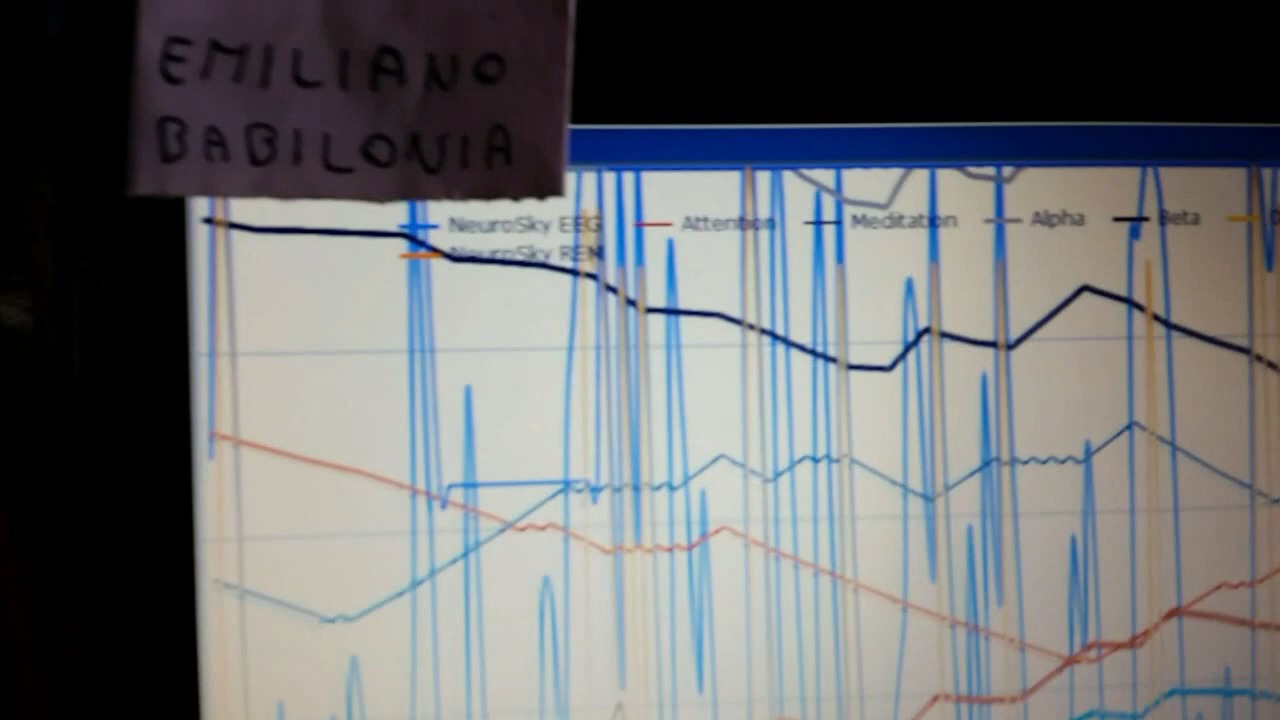 EMILIANO
BABILONIA
NeuroSky EEG Attention Meditation Alpha Beta
NeuroSky REM